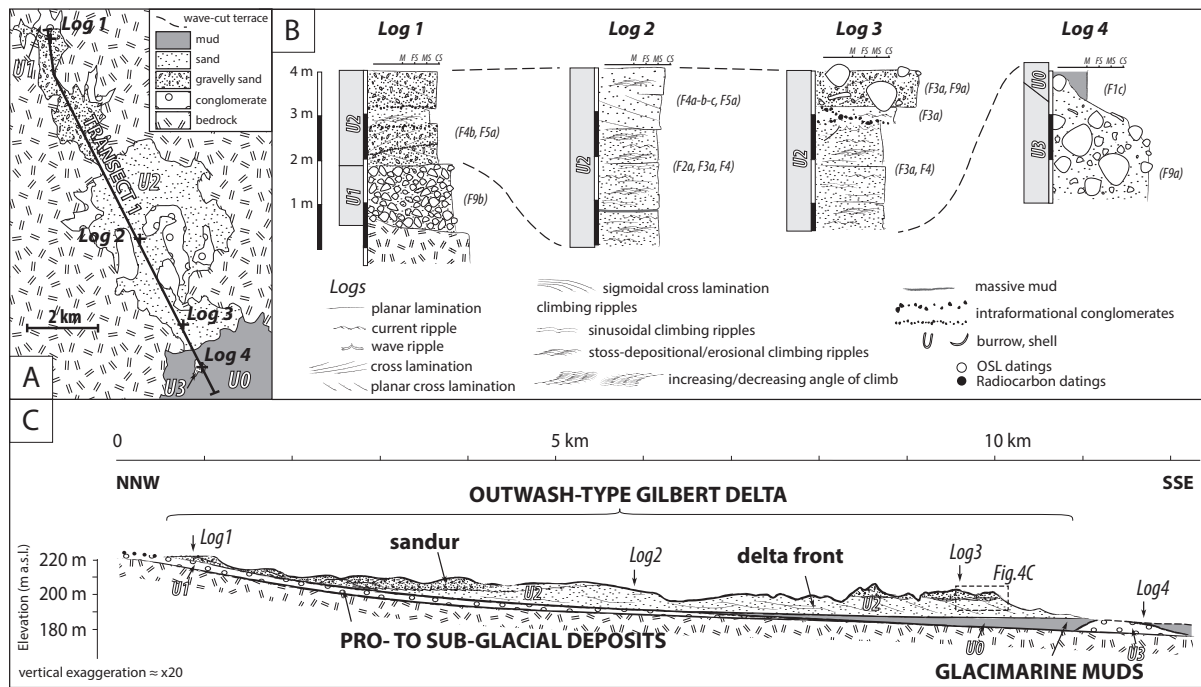 A
Log 1
U1
TRANSECT 1
U2
Log 2
2 km
Log 3
Log 4
U3
U0
wave-cut terrace
mud
sand
gravelly sand
conglomerate
bedrock
B
Log 1
M FS MS CS
4 m
3 m
2 m
1 m
U2
U1
(F4b, F5a)
(F9b)
Log 2
M FS MS CS
U2
(F4a-b-c, F5a)
(F2a, F3a, F4)
Log 3
M FS MS CS
U2
(F3a, F9a)
(F3a)
(F3a, F4)
Log 4
M FS MS CS
U0
U3
(F1c)
(F9a)
Logs
planar lamination
current ripple
wave ripple
cross lamination
planar cross lamination
sigmoidal cross lamination
climbing ripples
sinusoidal climbing ripples
stoss-depositional/erosional climbing ripples
increasing/decreasing angle of climb
massive mud
intraformational conglomerates
burrow, shell
OSL datings
Radiocarbon datings
C
0
5 km
10 km
NNW
SSE
OUTWASH-TYPE GILBERT DELTA
Elevation (m a.s.l.)
220 m
200 m
180 m
Log1
sandur
Log2
delta front
Log3
Fig.4C
Log4
U1
U2
U2
PRO- TO SUB-GLACIAL DEPOSITS
U0
U3
GLACIMARINE MUDS
vertical exaggeration ≈ x20